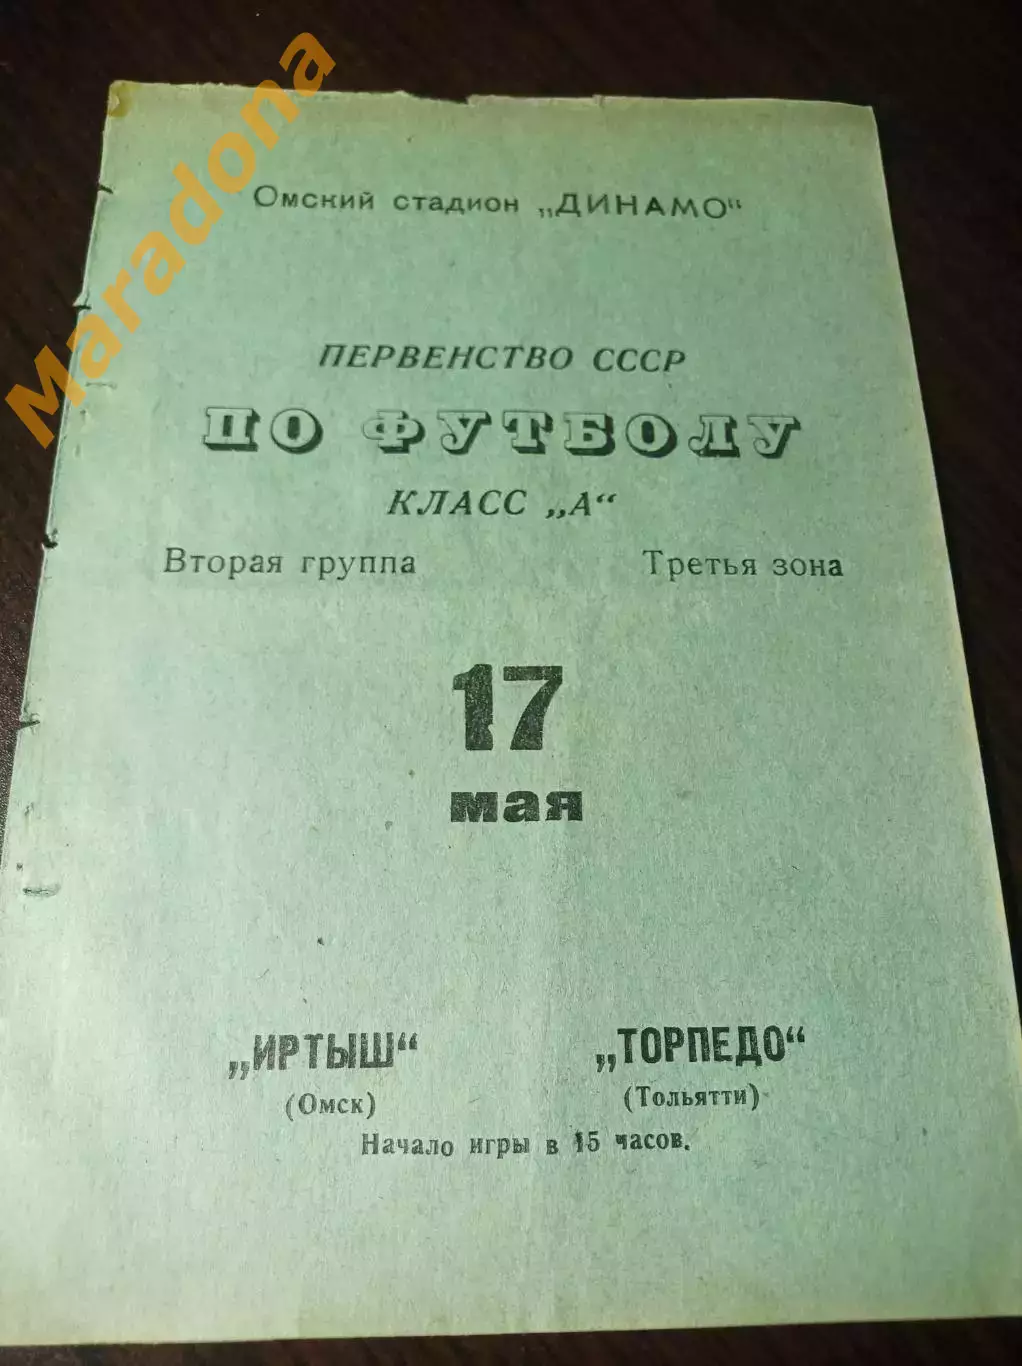 Maradona
Омский стадион „ДИНАМО"
ПЕРВЕНСТВО СССР
ПО ФУТБОЛУ
КЛАСС „А“
Вторая группа Третья зона
17
мая
„ИРТЫШ“ „ТОРПЕДО“
(Омск) (Тольятти)
Начало игры в 15 часов.